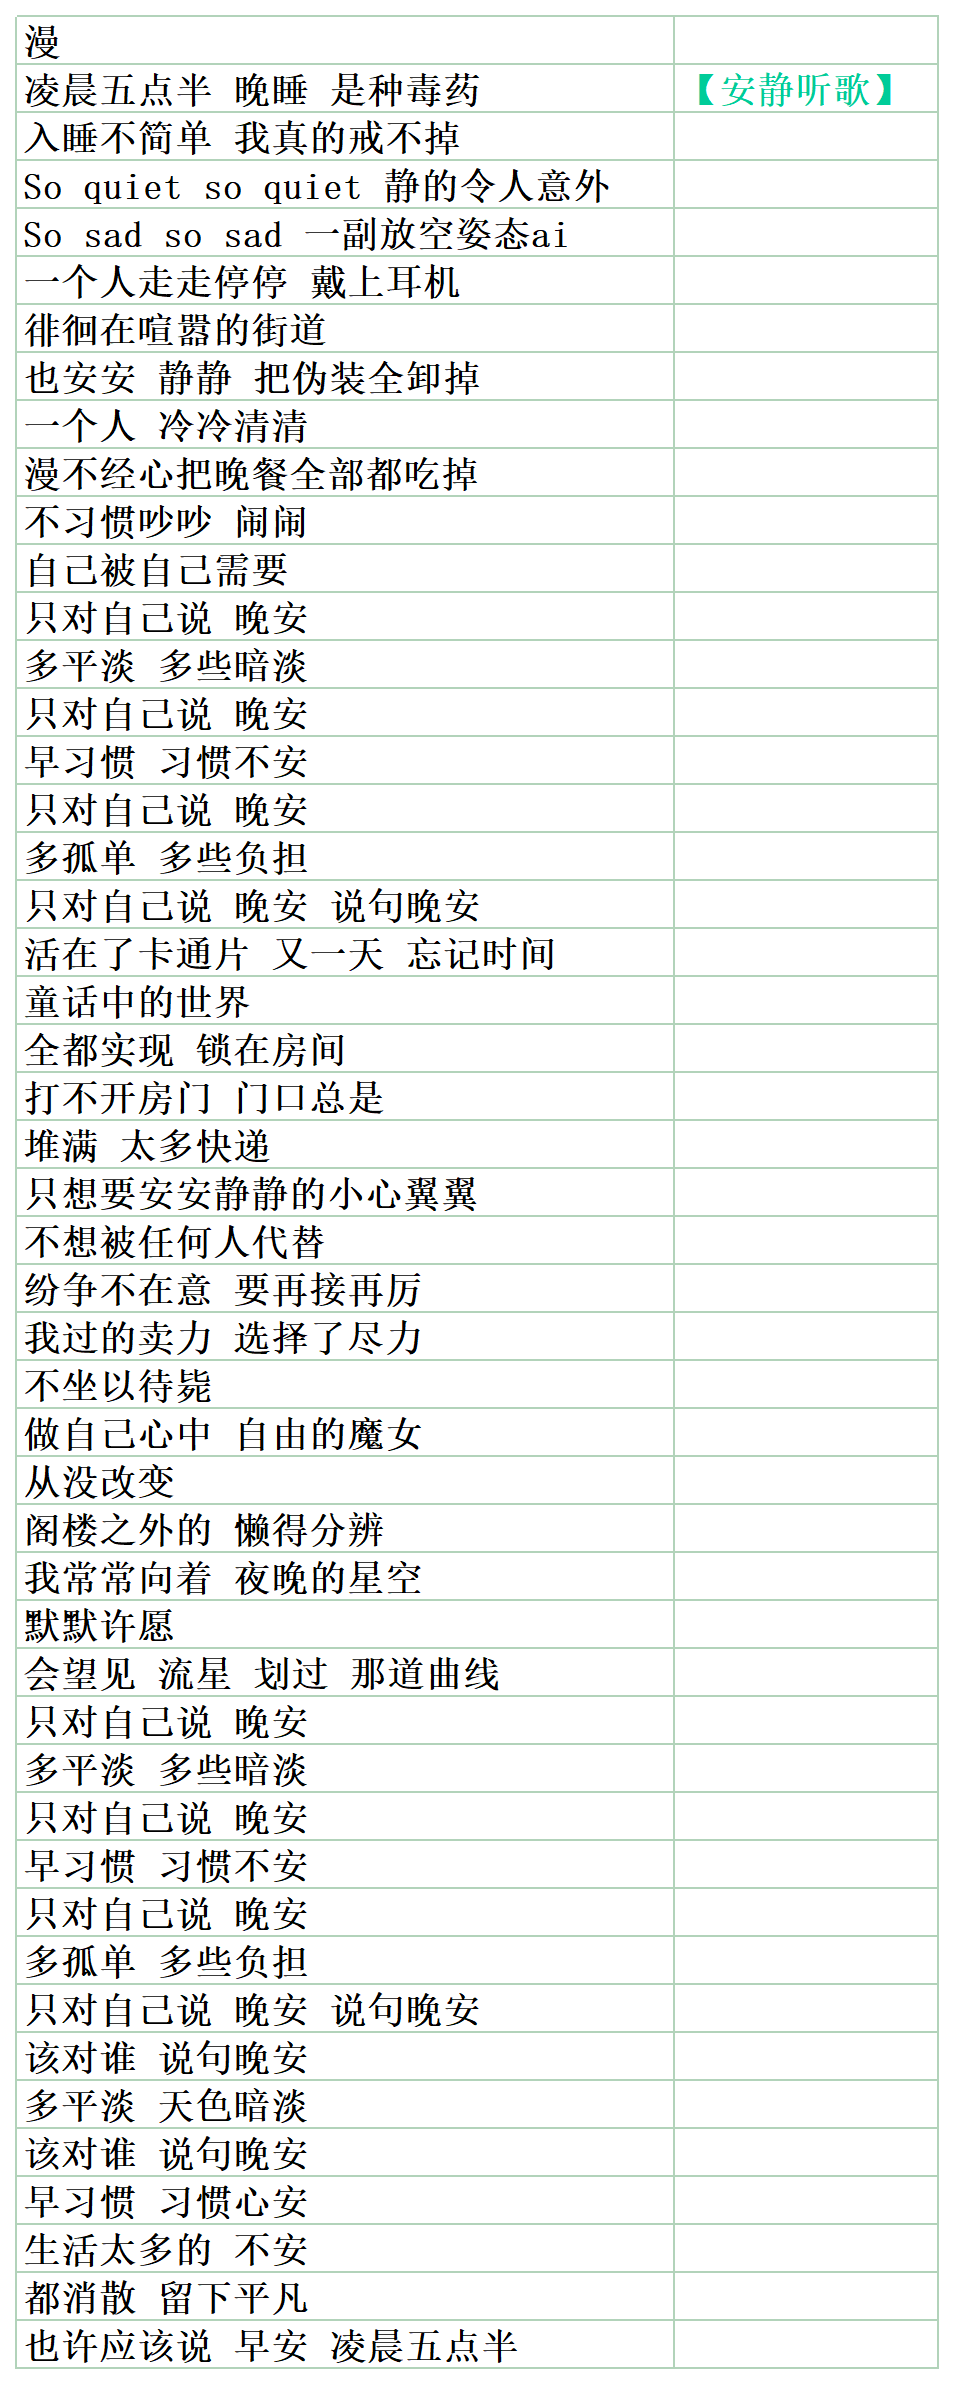 漫
凌晨五点半 晚睡 是种毒药 【安静听歌】
入睡不简单 我真的戒不掉
So quiet so quiet 静的令人意外
So sad so sad 一副放空姿态ai
一个人走走停停 戴上耳机
徘徊在喧嚣的街道
也安安 静静 把伪装全卸掉
一个人 冷冷清清
漫不经心把晚餐全部都吃掉
不习惯吵吵 闹闹
自己被自己需要
只对自己说 晚安
多平淡 多些暗淡
只对自己说 晚安
早习惯 习惯不安
只对自己说 晚安
多孤单 多些负担
只对自己说 晚安 说句晚安
活在了卡通片 又一天 忘记时间
童话中的世界
全都实现 锁在房间
打不开房门 门口总是
堆满 太多快递
只想要安安静静的小心翼翼
不想被任何人代替
纷争不在意 要再接再厉
我过的卖力 选择了尽力
不坐以待毙
做自己心中 自由的魔女
从没改变
阁楼之外的 懒得分辨
我常常向着 夜晚的星空
默默许愿
会望见 流星 划过 那道曲线
只对自己说 晚安
多平淡 多些暗淡
只对自己说 晚安
早习惯 习惯不安
只对自己说 晚安
多孤单 多些负担
只对自己说 晚安 说句晚安
该对谁 说句晚安
多平淡 天色暗淡
该对谁 说句晚安
早习惯 习惯心安
生活太多的 不安
都消散 留下平凡
也许应该说 早安 凌晨五点半